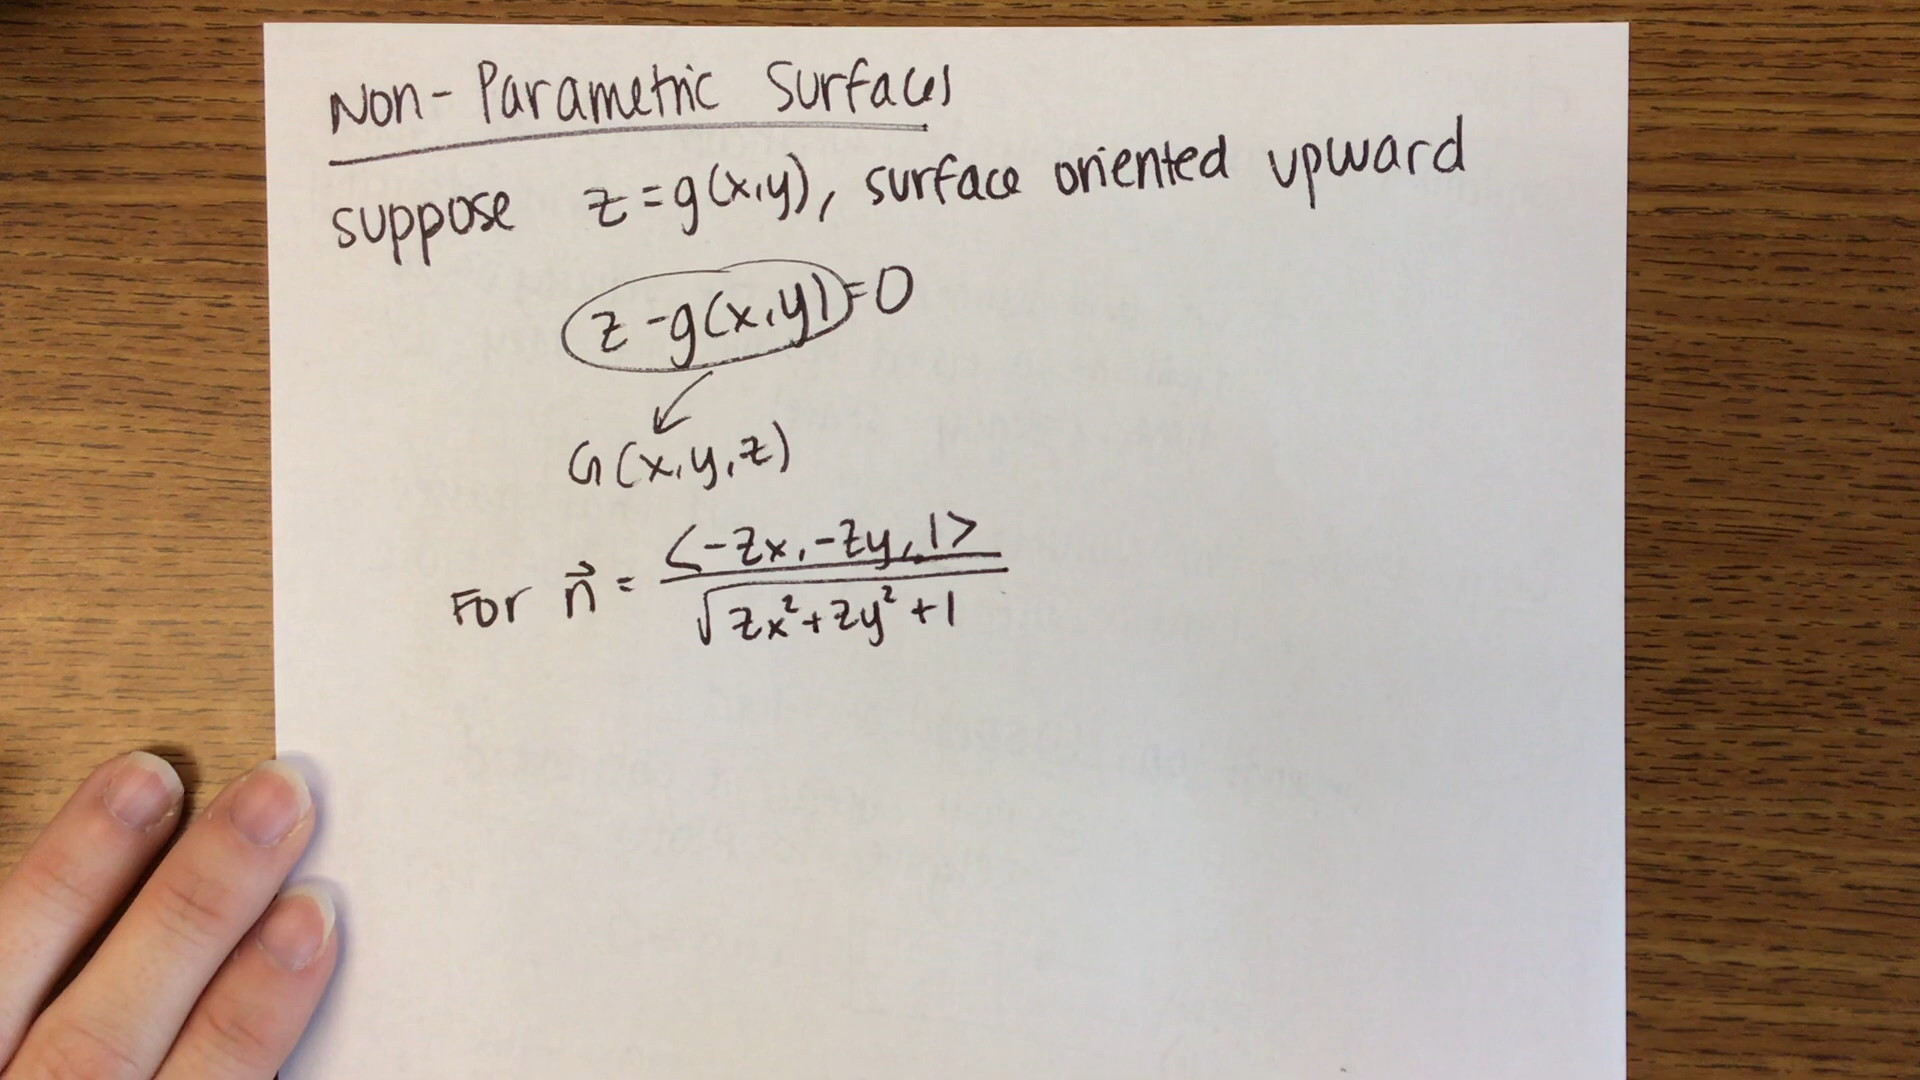 Non-Parametric Surfaces
suppose z=g(x,y), surface oriented upward
z-g(x,y)=0
G(x,y,z)
For n⃗ = <-zx,-zy,1>
√zx²+zy²+1